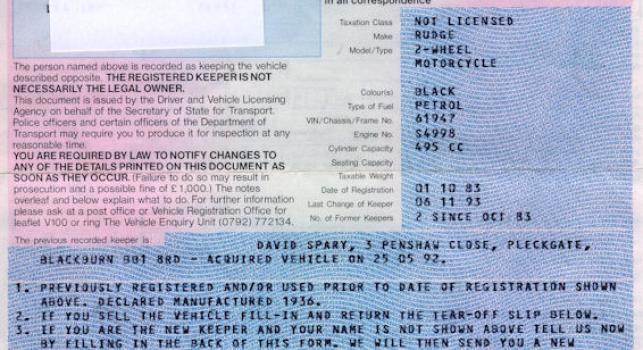 in all correspondence
Taxation Class NOT LICENSED
Make RUDGE
Model/Type 2-WHEEL
MOTORCYCLE
The person named above is recorded as keeping the vehicle
described opposite. THE REGISTERED KEEPER IS NOT
NECESSARILY THE LEGAL OWNER.
This document is issued by the Driver and Vehicle Licensing
Agency on behalf of the Secretary of State for Transport.
Police officers and certain officers of the Department of
Transport may require you to produce it for inspection at any
reasonable time.
YOU ARE REQUIRED BY LAW TO NOTIFY CHANGES TO
ANY OF THE DETAILS PRINTED ON THIS DOCUMENT AS
SOON AS THEY OCCUR. (Failure to do so may result in
prosecution and a possible fine of £1,000.) The notes
overleaf and below explain what to do. For further information
please ask at a post office or Vehicle Registration Office for
leaflet V100 or ring The Vehicle Enquiry Unit (0792) 772134.
Colour(s) BLACK
Type of Fuel PETROL
VIN/Chassis/Frame No. 61947
Engine No. S4998
Cylinder Capacity 495 CC
Seating Capacity
Taxable Weight
Date of Registration 01 10 83
Last Change of Keeper 06 11 93
No. of Former Keepers 2 SINCE OCT 83
The previous recorded keeper is:
DAVID SPARY, 3 PENSHAW CLOSE, PLECKGATE,
BLACKBURN BB1 8RD - ACQUIRED VEHICLE ON 25 05 92.
1. PREVIOUSLY REGISTERED AND/OR USED PRIOR TO DATE OF REGISTRATION SHOWN
ABOVE. DECLARED MANUFACTURED 1936.
2. IF YOU SELL THE VEHICLE FILL-IN AND RETURN THE TEAR-OFF SLIP BELOW.
3. IF YOU ARE THE NEW KEEPER AND YOUR NAME IS NOT SHOWN ABOVE TELL US NOW
BY FILLING IN THE BACK OF THIS FORM. WE WILL THEN SEND YOU A NEW